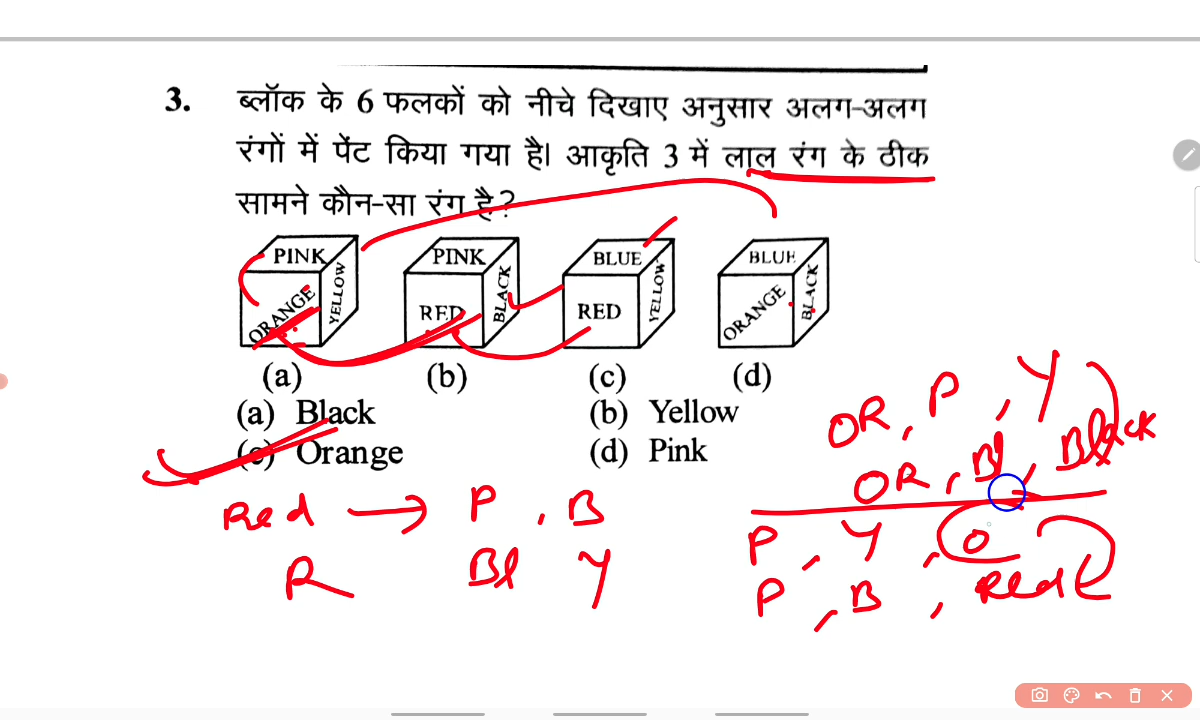 3. ब्लॉक के 6 फलकों को नीचे दिखाए अनुसार अलग-अलग
रंगों में पेंट किया गया है। आकृति 3 में लाल रंग के ठीक
सामने कौन-सा रंग है?
PINK ORANGE YELLOW
PINK RED BLACK
BLUE RED YELLOW
BLUE ORANGE BLACK
(a) (b) (c) (d)
(a) Black (b) Yellow
(c) Orange (d) Pink
OR, P, Y
OR, Bl, Black
Red → P, B
R Bl Y
P, Y, O
P, B, Red